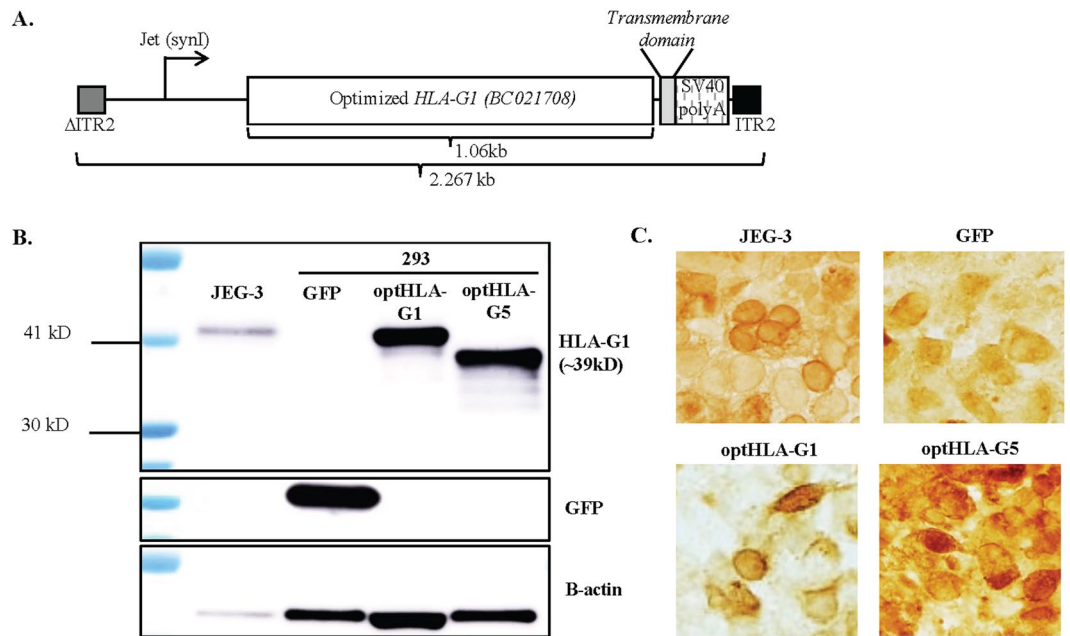 A.
Transmembrane
domain
Jet (synI)
Optimized HLA-G1 (BC021708)
SV40
polyA
ΔITR2
ITR2
1.06kb
2.267 kb
B.
293
JEG-3
GFP
optHLA-
G1
optHLA-
G5
41 kD
HLA-G1
(~39kD)
30 kD
GFP
B-actin
C.
JEG-3
GFP
optHLA-G1
optHLA-G5